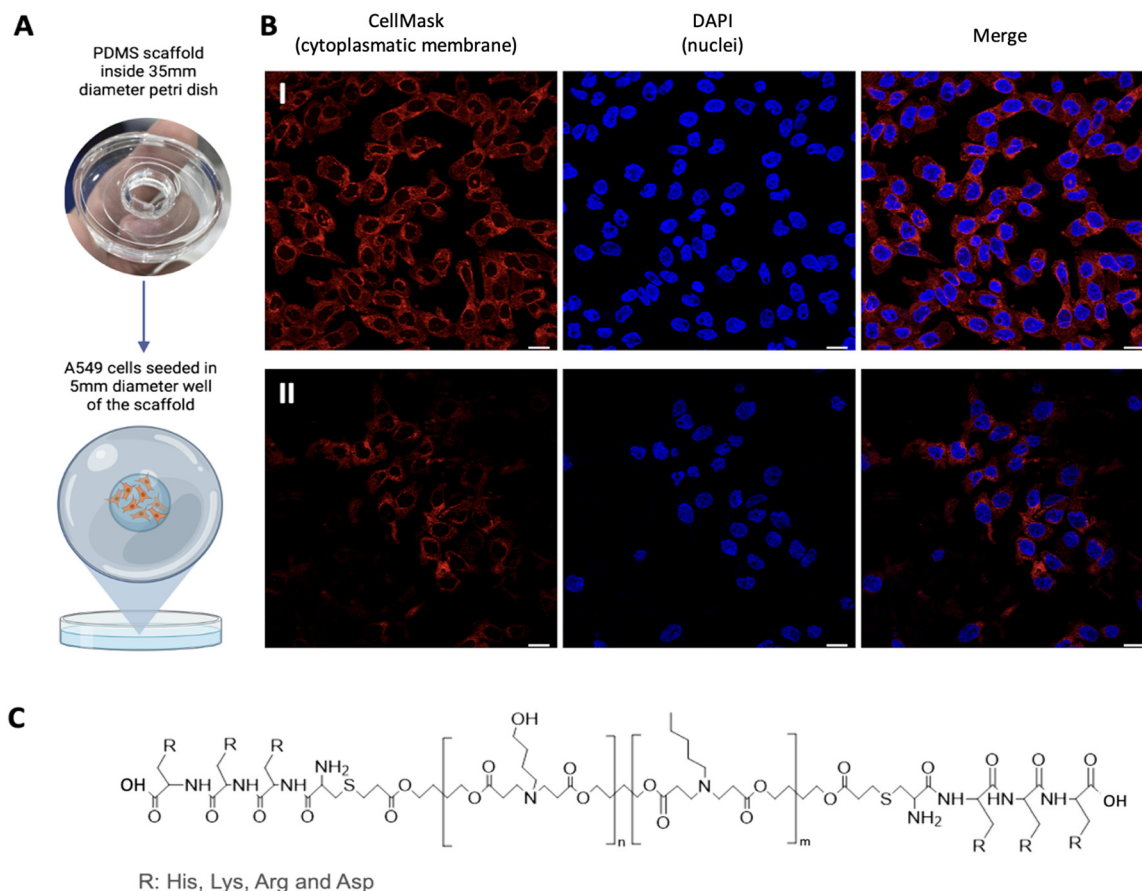 A
PDMS scaffold
inside 35mm
diameter petri dish
A549 cells seeded in
5mm diameter well
of the scaffold
B
CellMask
(cytoplasmatic membrane)
DAPI
(nuclei)
Merge
I
II
C
OH
R
O
NH
R
O
NH
R
O
NH
O
NH₂
S
O
O
O
O
OH
N
O
O
n
O
O
N
O
O
m
O
O
S
NH₂
O
NH
O
R
HN
O
R
NH
O
R
OH
R: His, Lys, Arg and Asp